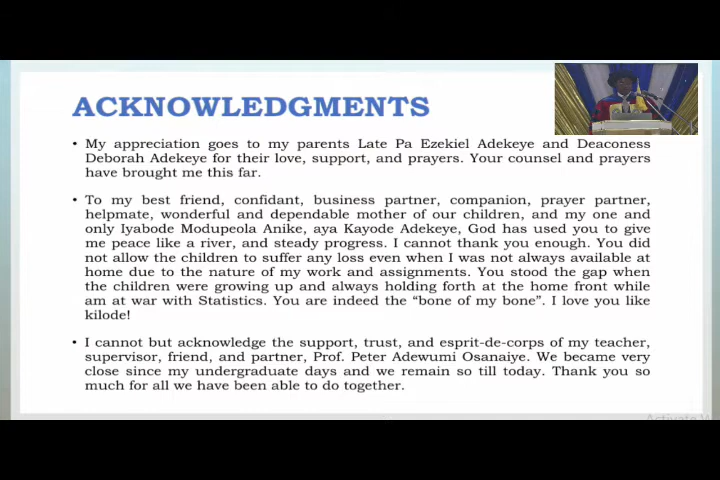 ACKNOWLEDGMENTS
• My appreciation goes to my parents Late Pa Ezekiel Adekeye and Deaconess
Deborah Adekeye for their love, support, and prayers. Your counsel and prayers
have brought me this far.
• To my best friend, confidant, business partner, companion, prayer partner,
helpmate, wonderful and dependable mother of our children, and my one and
only Iyabode Modupeola Anike, aya Kayode Adekeye, God has used you to give
me peace like a river, and steady progress. I cannot thank you enough. You did
not allow the children to suffer any loss even when I was not always available at
home due to the nature of my work and assignments. You stood the gap when
the children were growing up and always holding forth at the home front while
am at war with Statistics. You are indeed the “bone of my bone”. I love you like
kilode!
• I cannot but acknowledge the support, trust, and esprit-de-corps of my teacher,
supervisor, friend, and partner, Prof. Peter Adewumi Osanaiye. We became very
close since my undergraduate days and we remain so till today. Thank you so
much for all we have been able to do together.